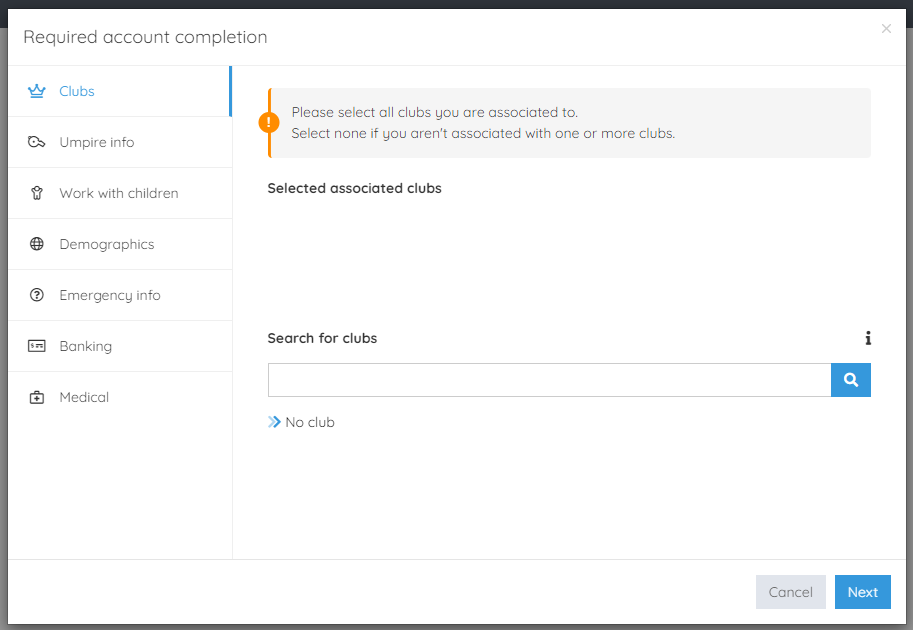 Required account completion
Clubs
Umpire info
Work with children
Demographics
Emergency info
Banking
Medical
Please select all clubs you are associated to.
Select none if you aren't associated with one or more clubs.
Selected associated clubs
Search for clubs
No club
Cancel
Next